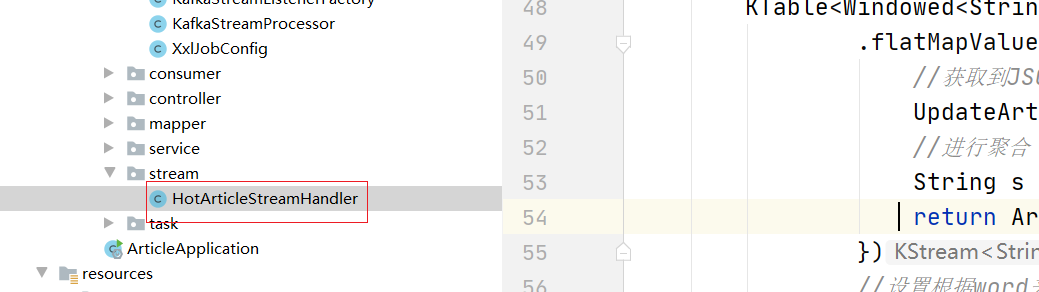 KafkaStreamListenerFactory
KafkaStreamProcessor
XxlJobConfig
consumer
controller
mapper
service
stream
HotArticleStreamHandler
task
ArticleApplication
resources
48 KTable<Windowed<String
49 .flatMapValue
50 //获取到JS
51 UpdateArt
52 //进行聚合
53 String s
54 return Ar
55 }) KStream<Strin
56 //设置根据word